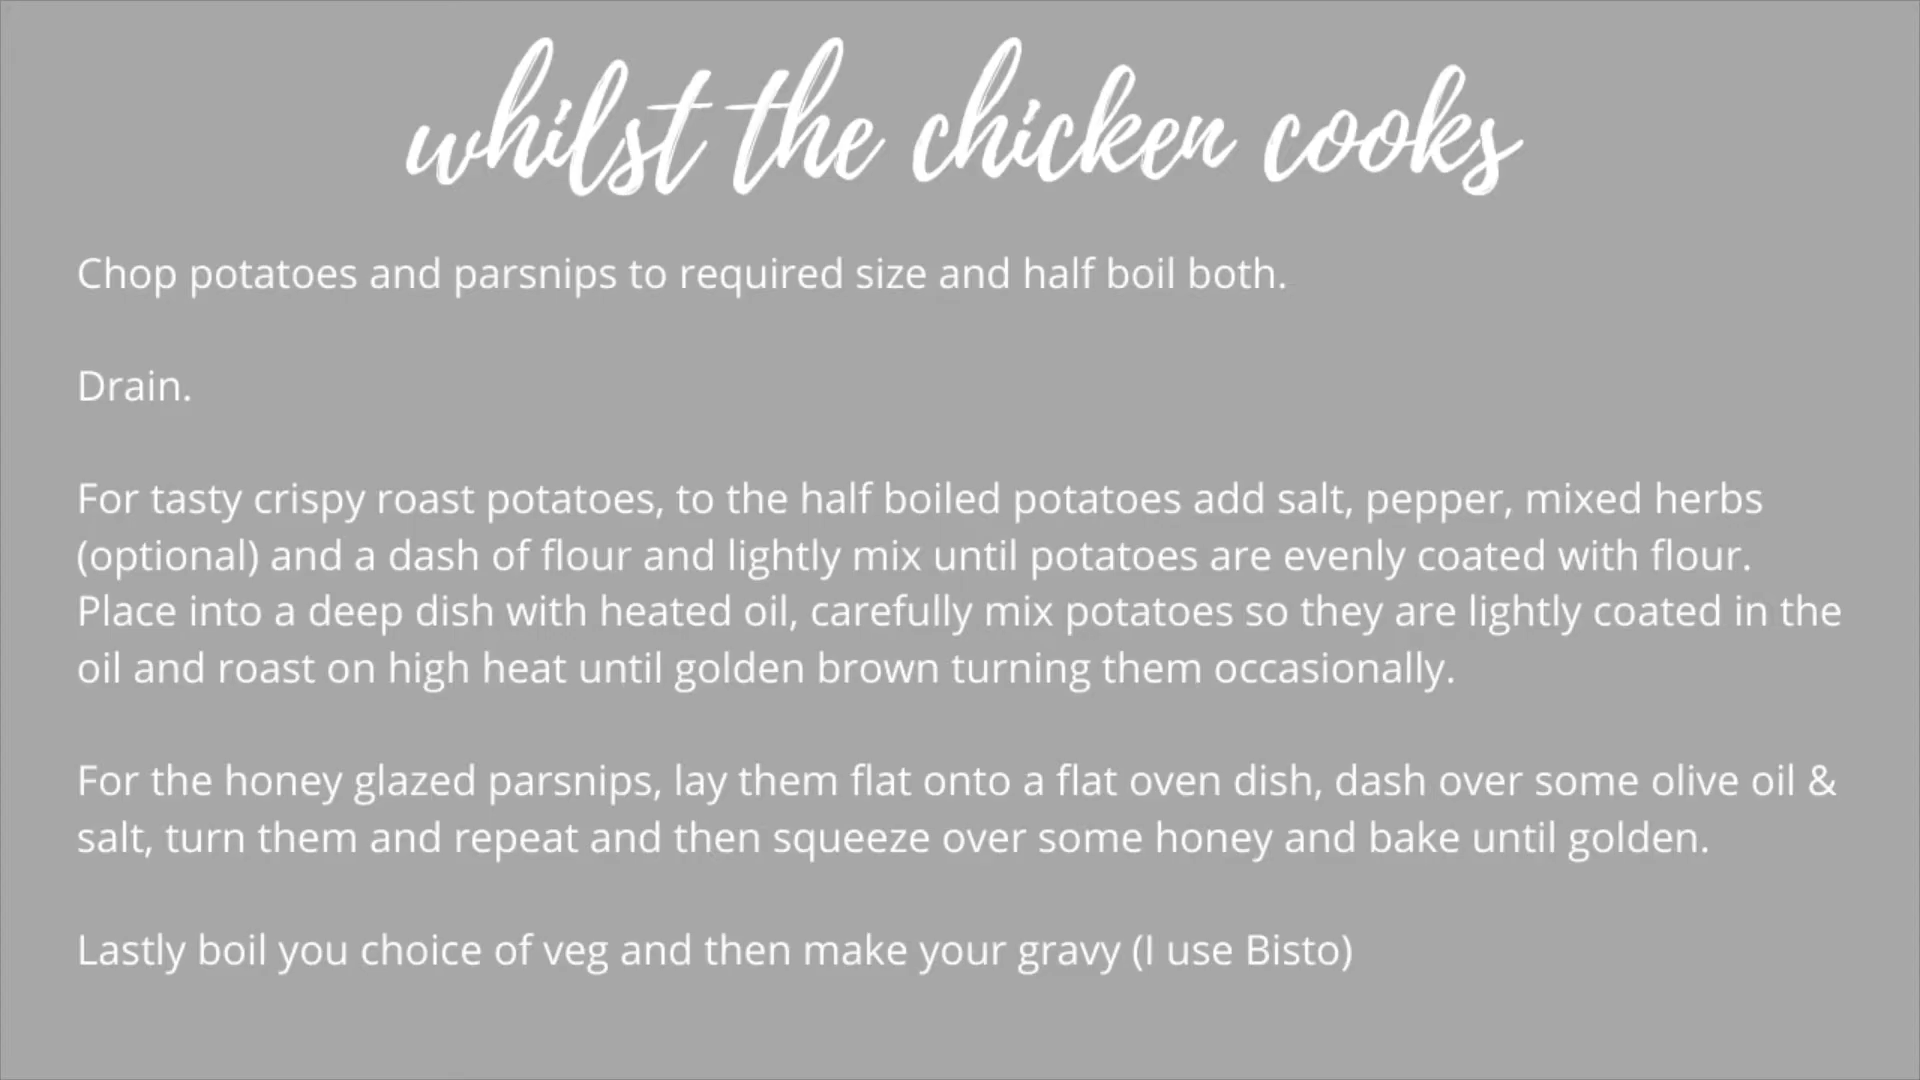 whilst the chicken cooks
Chop potatoes and parsnips to required size and half boil both.
Drain.
For tasty crispy roast potatoes, to the half boiled potatoes add salt, pepper, mixed herbs
(optional) and a dash of flour and lightly mix until potatoes are evenly coated with flour.
Place into a deep dish with heated oil, carefully mix potatoes so they are lightly coated in the
oil and roast on high heat until golden brown turning them occasionally.
For the honey glazed parsnips, lay them flat onto a flat oven dish, dash over some olive oil &
salt, turn them and repeat and then squeeze over some honey and bake until golden.
Lastly boil you choice of veg and then make your gravy (I use Bisto)